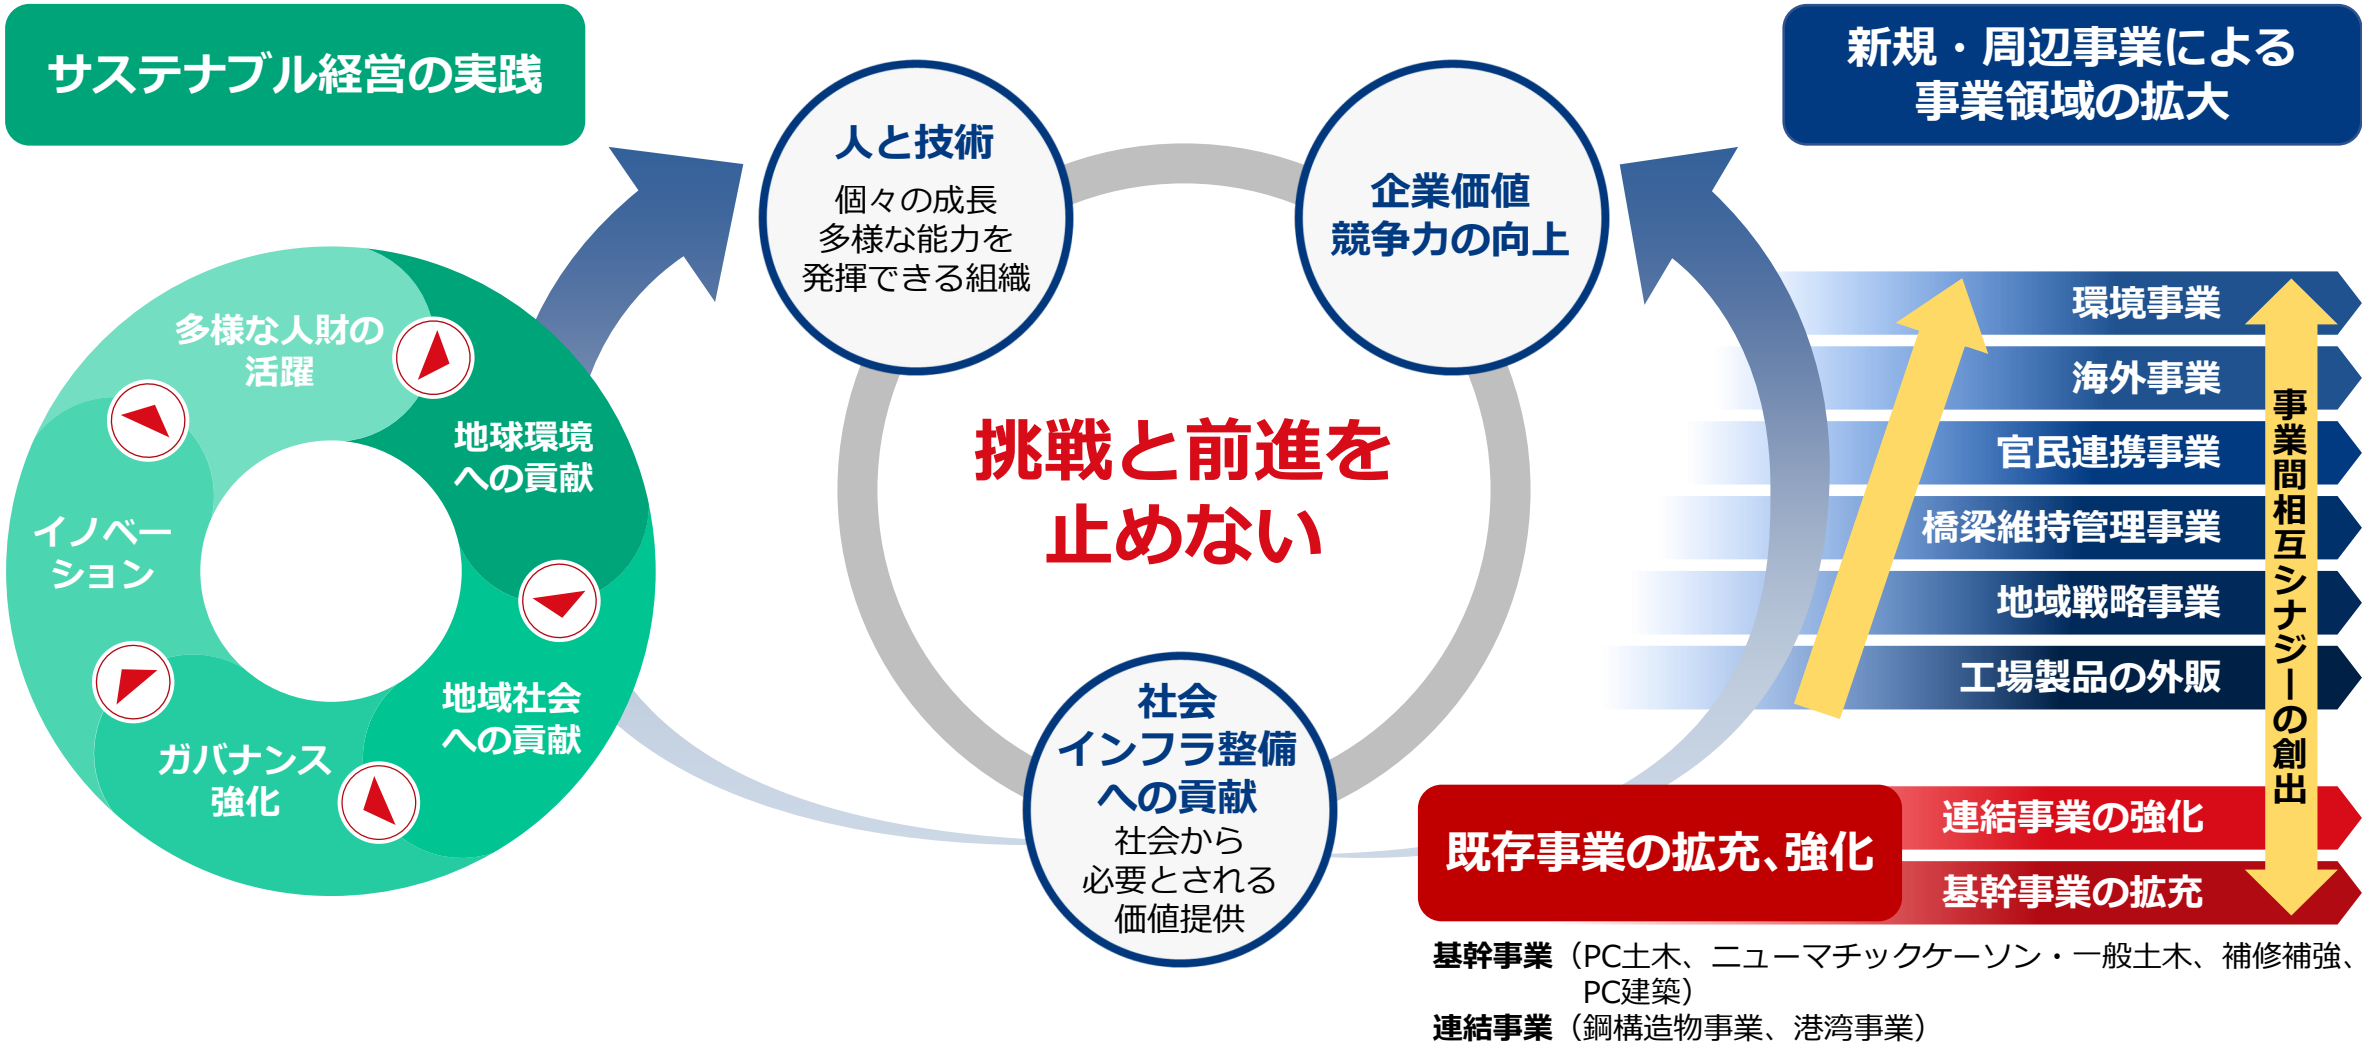 サステナブル経営の実践
多様な人財の
活躍
地球環境
への貢献
イノベー
ション
地域社会
への貢献
ガバナンス
強化
人と技術
個々の成長
多様な能力を
発揮できる組織
企業価値
競争力の向上
挑戦と前進を
止めない
社会
インフラ整備
への貢献
社会から
必要とされる
価値提供
新規・周辺事業による
事業領域の拡大
環境事業
海外事業
官民連携事業
橋梁維持管理事業
地域戦略事業
工場製品の外販
事業間相互シナジーの創出
既存事業の拡充、強化
連結事業の強化
基幹事業の拡充
基幹事業（PC土木、ニューマチックケーソン・一般土木、補修補強、
PC建築）
連結事業（鋼構造物事業、港湾事業）